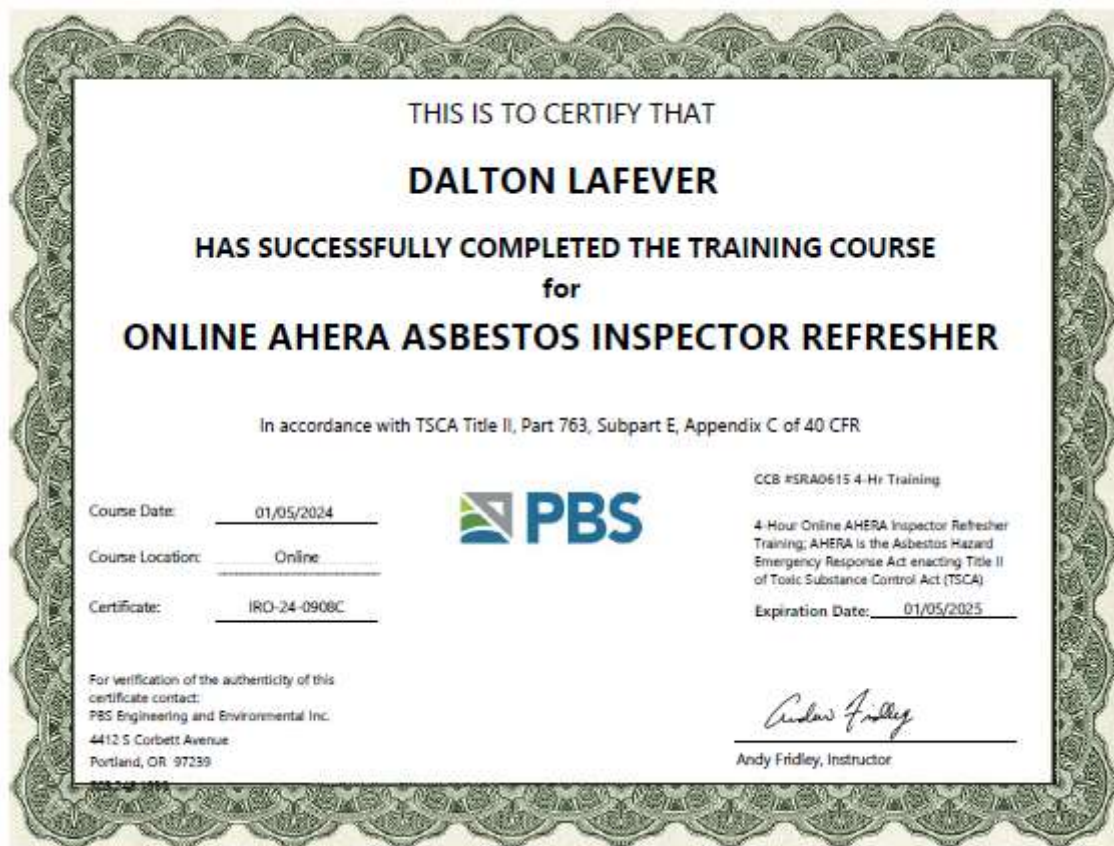 THIS IS TO CERTIFY THAT
DALTON LAFEVER
HAS SUCCESSFULLY COMPLETED THE TRAINING COURSE
for
ONLINE AHERA ASBESTOS INSPECTOR REFRESHER
In accordance with TSCA Title II, Part 763, Subpart E, Appendix C of 40 CFR
Course Date: 01/05/2024
Course Location: Online
Certificate: IRO-24-0908C
PBS
CCB #SRA0615 4-Hr Training
4-Hour Online AHERA Inspector Refresher
Training; AHERA is the Asbestos Hazard
Emergency Response Act enacting Title II
of Toxic Substance Control Act (TSCA)
Expiration Date: 01/05/2025
For verification of the authenticity of this
certificate contact:
PBS Engineering and Environmental Inc.
4412 S Corbett Avenue
Portland, OR 97239
Andy Fridley, Instructor